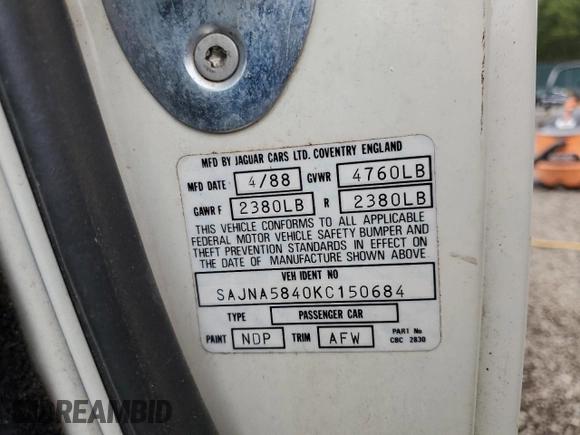 MFD BY JAGUAR CARS LTD. COVENTRY ENGLAND
MFD DATE 4/88 GVWR 4760LB
GAWR F 2380LB R 2380LB
THIS VEHICLE CONFORMS TO ALL APPLICABLE
FEDERAL MOTOR VEHICLE SAFETY BUMPER AND
THEFT PREVENTION STANDARDS IN EFFECT ON
THE DATE OF MANUFACTURE SHOWN ABOVE
VEH IDENT NO
SAJNA5840KC150684
TYPE PASSENGER CAR
PAINT NDP TRIM AFW PART No CBC 2830
DREAMBID